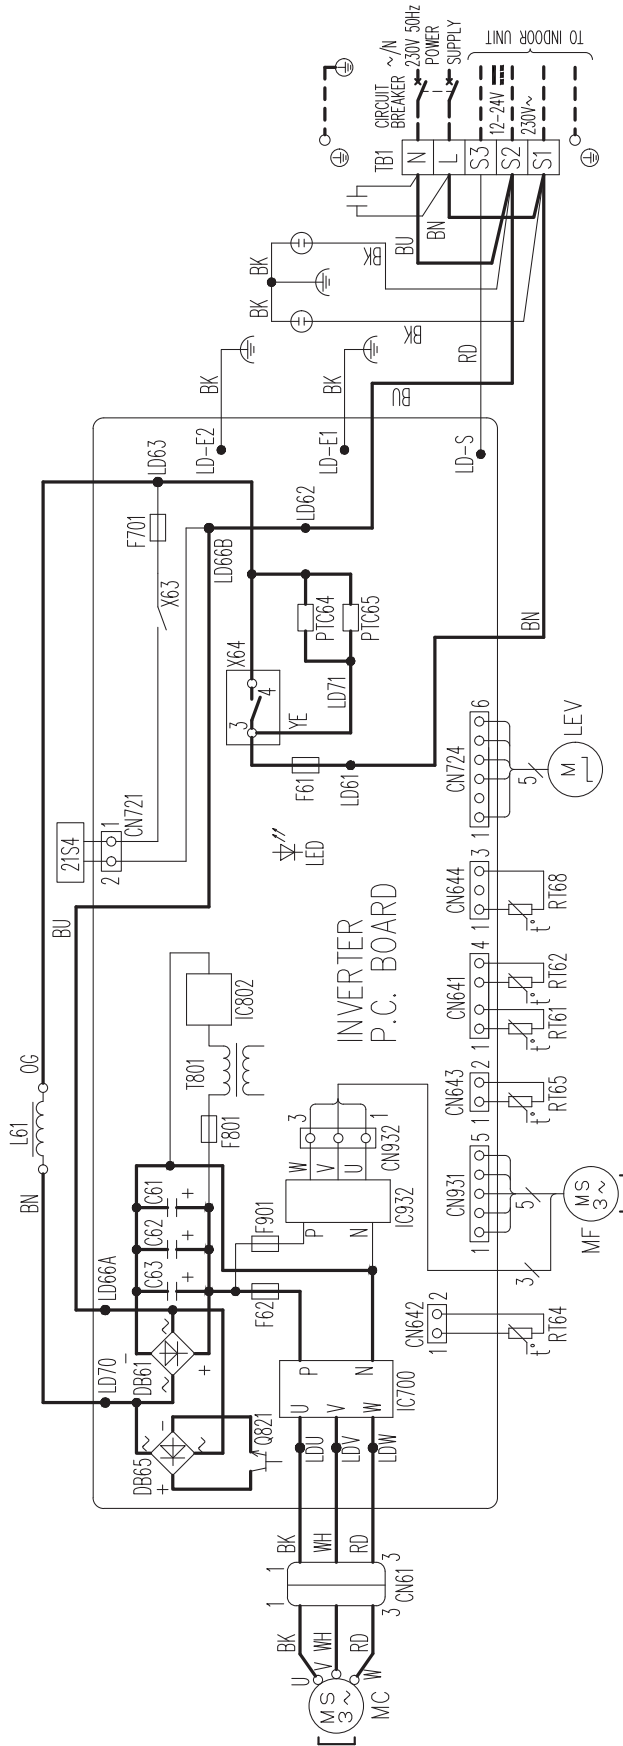 CIRCUIT
BREAKER
~/N
230V 50Hz
POWER
SUPPLY
TO INDOOR UNIT
12-24V
230V~
TB1
N
L
S3
S2
S1
BU
BN
BK
BK
BK
BK
RD
BK
BK
BU
BN
LD-E2
LD-E1
LD-S
LD63
LD62
LD66B
F701
X63
X64
3
4
YE
PTC64
PTC65
LD71
F61
LD61
21S4
2
1
CN721
LED
BU
INVERTER
P.C. BOARD
OG
L61
BN
IC802
T801
F801
C61
C62
C63
+
+
+
F901
F62
LD66A
LD70
DB61
~
~
-
+
DB65
~
~
-
+
Q821
3
1
CN932
W
V
U
IC932
P
N
P
N
U
V
W
IC700
LDU
LDV
LDW
BK
WH
RD
1
1
3
3
CN61
BK
WH
RD
U
V
W
MS
3~
MC
CN724
1
6
5
M
LEV
CN644
1
3
t°
RT68
CN641
1
4
t°
RT61
t°
RT62
CN643
1
2
t°
RT65
CN931
1
5
5
3
MS
3~
MF
CN642
1
2
t°
RT64